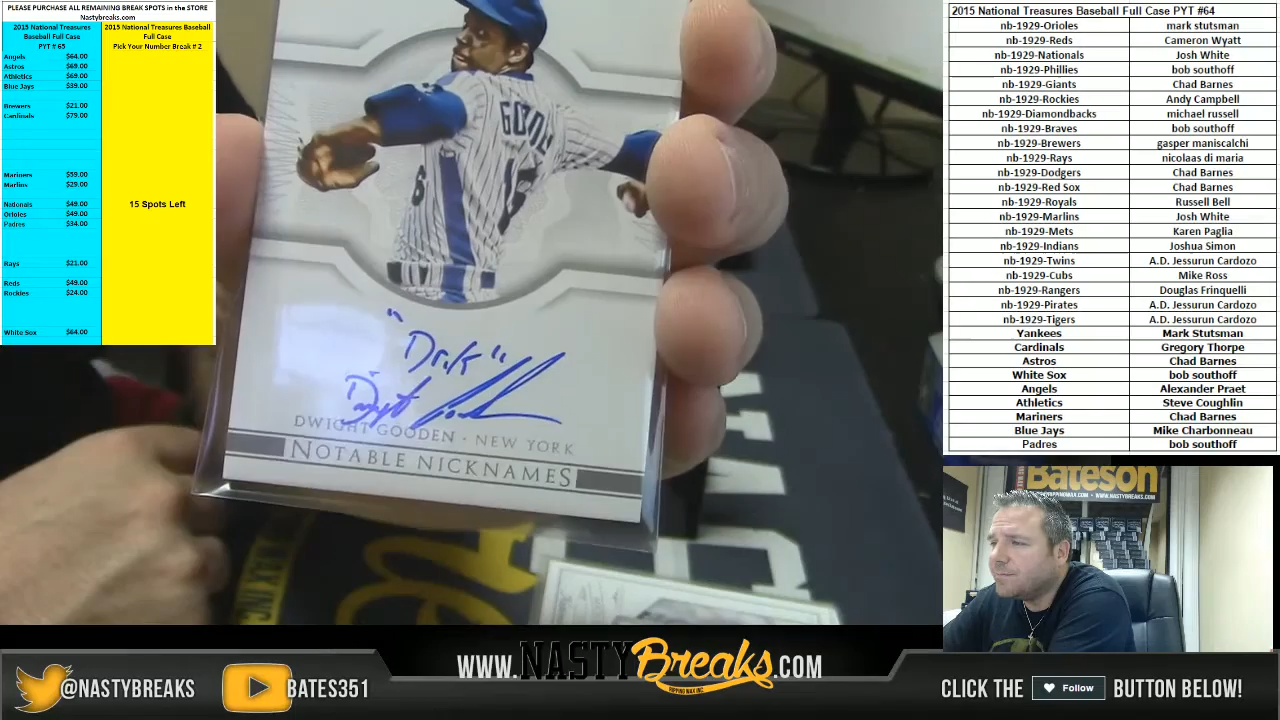 PLEASE PURCHASE ALL REMAINING BREAK SPOTS in the STORE
Nastybreaks.com
2015 National Treasures
Baseball Full Case
PYT # 65
Angels $64.00
Astros $69.00
Athletics $69.00
Blue Jays $39.00
Brewers $21.00
Cardinals $79.00
Mariners $59.00
Marlins $29.00
Nationals $49.00
Orioles $49.00
Padres $34.00
Rays $21.00
Reds $49.00
Rockies $24.00
White Sox $64.00
2015 National Treasures Baseball
Full Case
Pick Your Number Break # 2
15 Spots Left
GOODEN
16
"Dr. K"
DWIGHT GOODEN · NEW YORK
NOTABLE NICKNAMES
2015 National Treasures Baseball Full Case PYT #64
nb-1929-Orioles mark stutsman
nb-1929-Reds Cameron Wyatt
nb-1929-Nationals Josh White
nb-1929-Phillies bob southoff
nb-1929-Giants Chad Barnes
nb-1929-Rockies Andy Campbell
nb-1929-Diamondbacks michael russell
nb-1929-Braves bob southoff
nb-1929-Brewers gasper maniscalchi
nb-1929-Rays nicolaas di maria
nb-1929-Dodgers Chad Barnes
nb-1929-Red Sox Chad Barnes
nb-1929-Royals Russell Bell
nb-1929-Marlins Josh White
nb-1929-Mets Karen Paglia
nb-1929-Indians Joshua Simon
nb-1929-Twins A.D. Jessurun Cardozo
nb-1929-Cubs Mike Ross
nb-1929-Rangers Douglas Frinquelli
nb-1929-Pirates A.D. Jessurun Cardozo
nb-1929-Tigers A.D. Jessurun Cardozo
Yankees Mark Stutsman
Cardinals Gregory Thorpe
Astros Chad Barnes
White Sox bob southoff
Angels Alexander Praet
Athletics Steve Coughlin
Mariners Chad Barnes
Blue Jays Mike Charbonneau
Padres bob southoff
Bateson
@NASTYBREAKS
BATES351
WWW.NASTYBreaks.COM
RIPPING WAX INC.
CLICK THE Follow BUTTON BELOW!